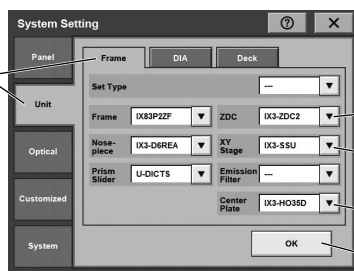 System Setting
?
X
Panel
Unit
Optical
Customized
System
Frame
DIA
Deck
Set Type
---
Frame
IX83P2ZF
ZDC
IX3-ZDC2
Nose-
piece
IX3-D6REA
XY
Stage
IX3-SSU
Prism
Slider
U-DICTS
Emission
Filter
---
Center
Plate
IX3-HO35D
OK